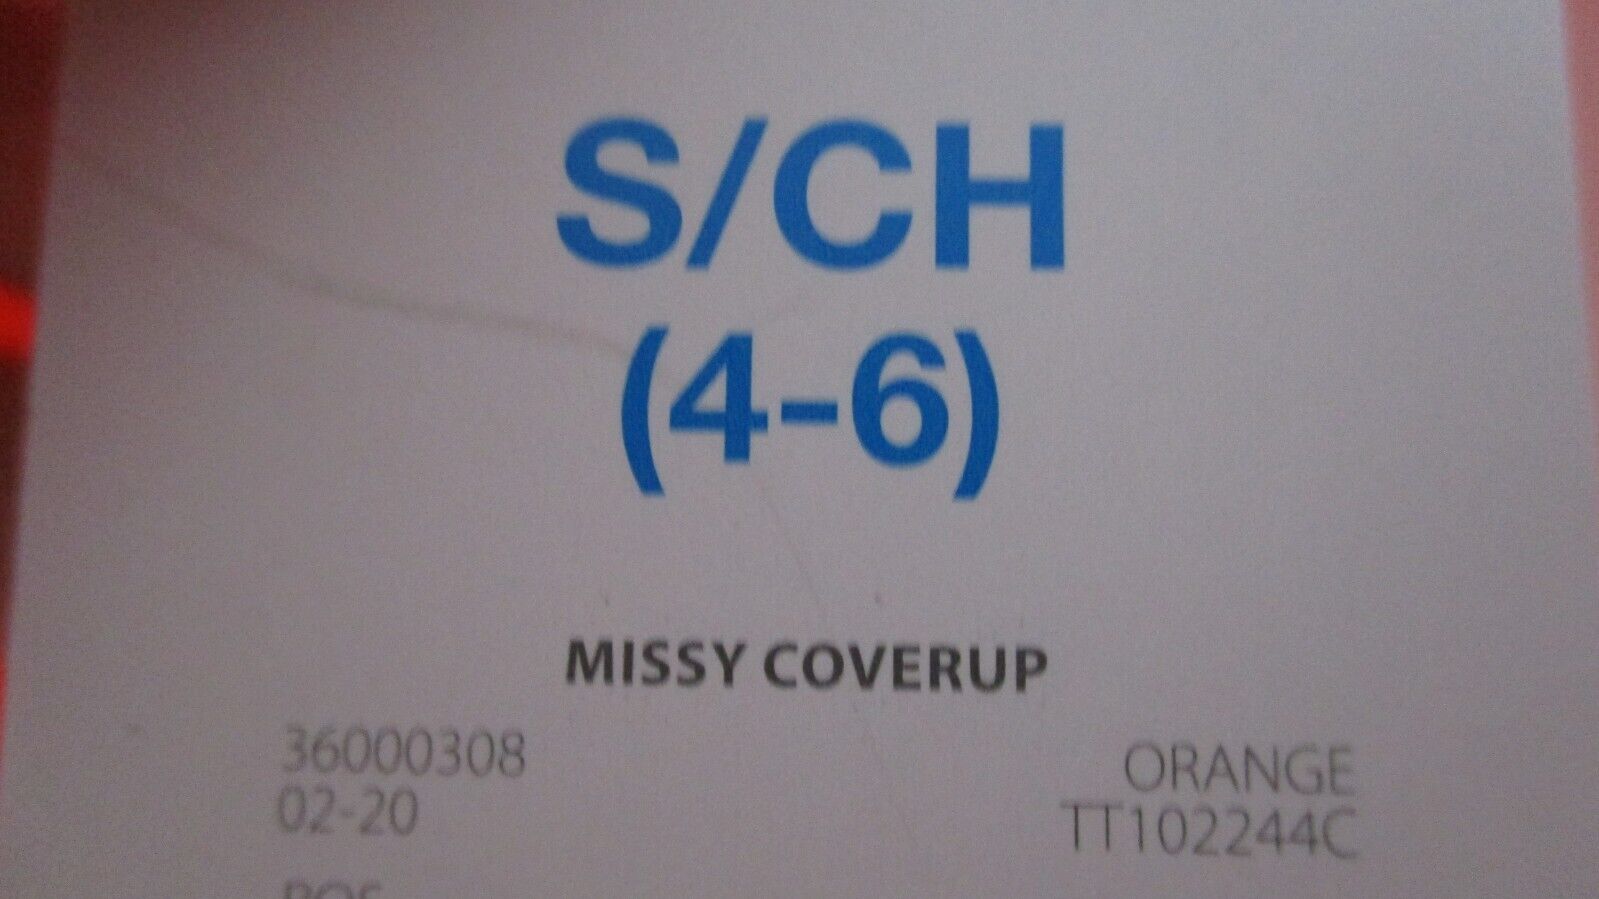 S/CH
(4-6)
MISSY COVERUP
36000308
ORANGE
02-20
TT102244C